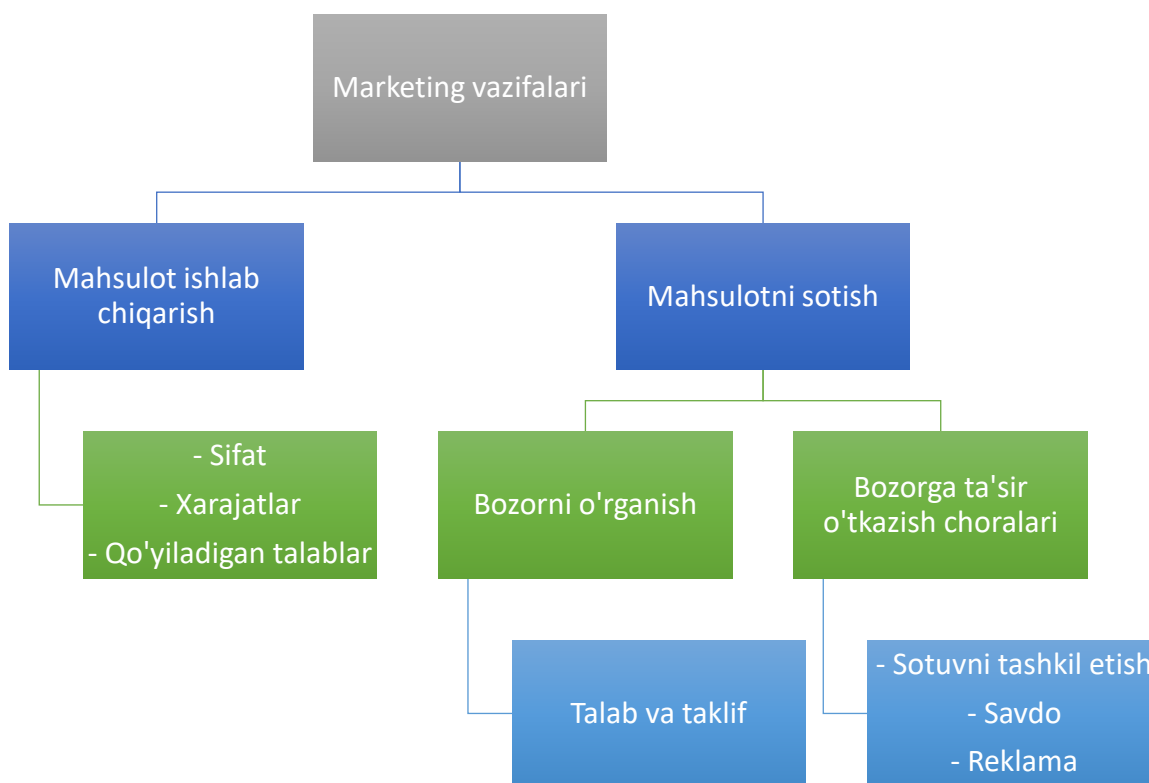 Marketing vazifalari
Mahsulot ishlab
chiqarish
Mahsulotni sotish
- Sifat
- Xarajatlar
- Qo'yiladigan talablar
Bozorni o'rganish
Bozorga ta'sir
o'tkazish choralari
Talab va taklif
- Sotuvni tashkil etish
- Savdo
- Reklama